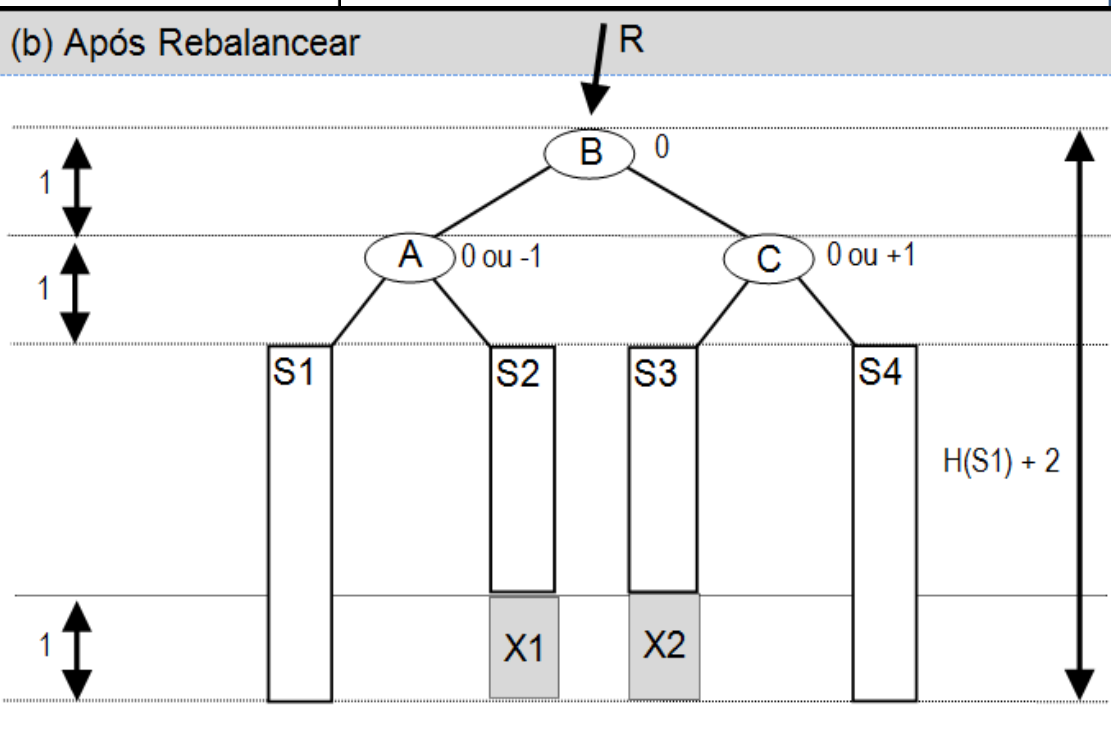 (b) Após Rebalancear
R
B 0
1
A 0 ou -1
C 0 ou +1
1
S1
S2
S3
S4
H(S1) + 2
1
X1
X2